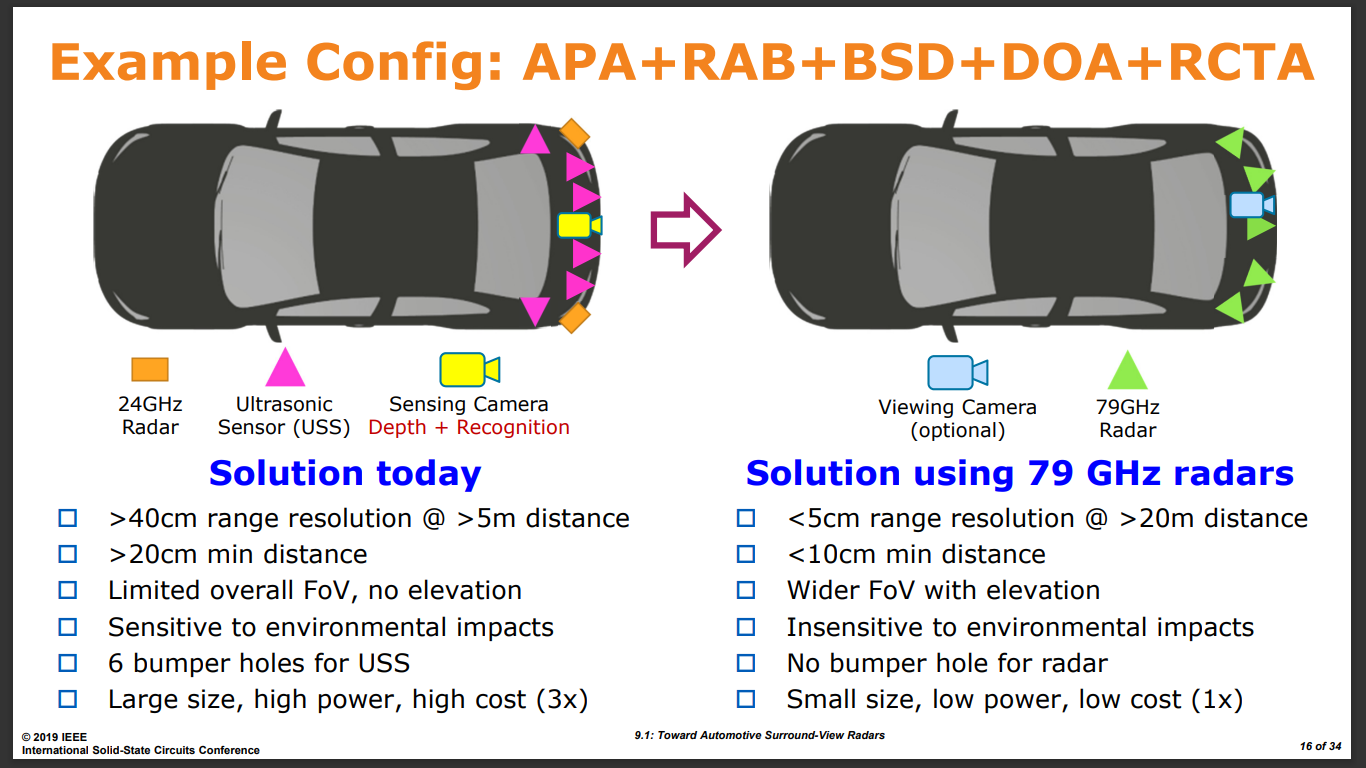 Example Config: APA+RAB+BSD+DOA+RCTA
24GHz
Radar
Ultrasonic
Sensor (USS)
Sensing Camera
Depth + Recognition
Viewing Camera
(optional)
79GHz
Radar
Solution today
>40cm range resolution @ >5m distance
>20cm min distance
Limited overall FoV, no elevation
Sensitive to environmental impacts
6 bumper holes for USS
Large size, high power, high cost (3x)
Solution using 79 GHz radars
<5cm range resolution @ >20m distance
<10cm min distance
Wider FoV with elevation
Insensitive to environmental impacts
No bumper hole for radar
Small size, low power, low cost (1x)
© 2019 IEEE
International Solid-State Circuits Conference
9.1: Toward Automotive Surround-View Radars
16 of 34